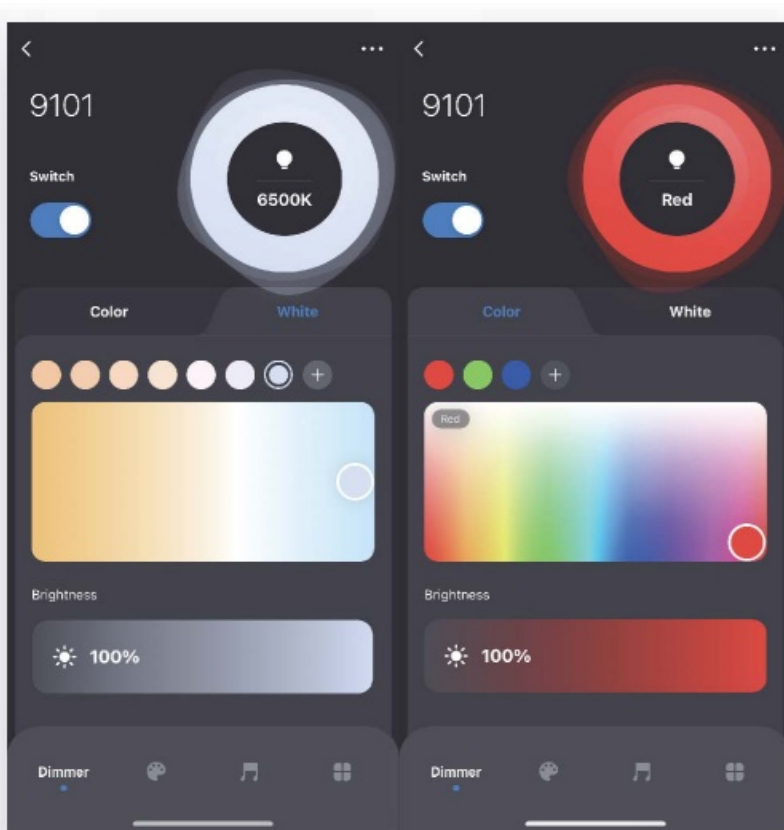 9101
Switch
6500K
Color
White
Brightness
100%
Dimmer
9101
Switch
Red
Color
White
Red
Brightness
100%
Dimmer